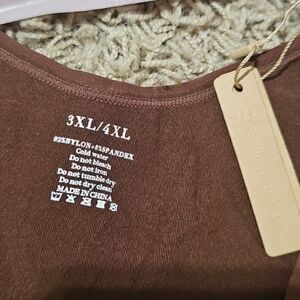 3XL/4XL
92%NYLON+8%SPANDEX
Cold water
Do not bleach
Do not iron
Do not tumble dry
Do not dry clean
MADE IN CHINA